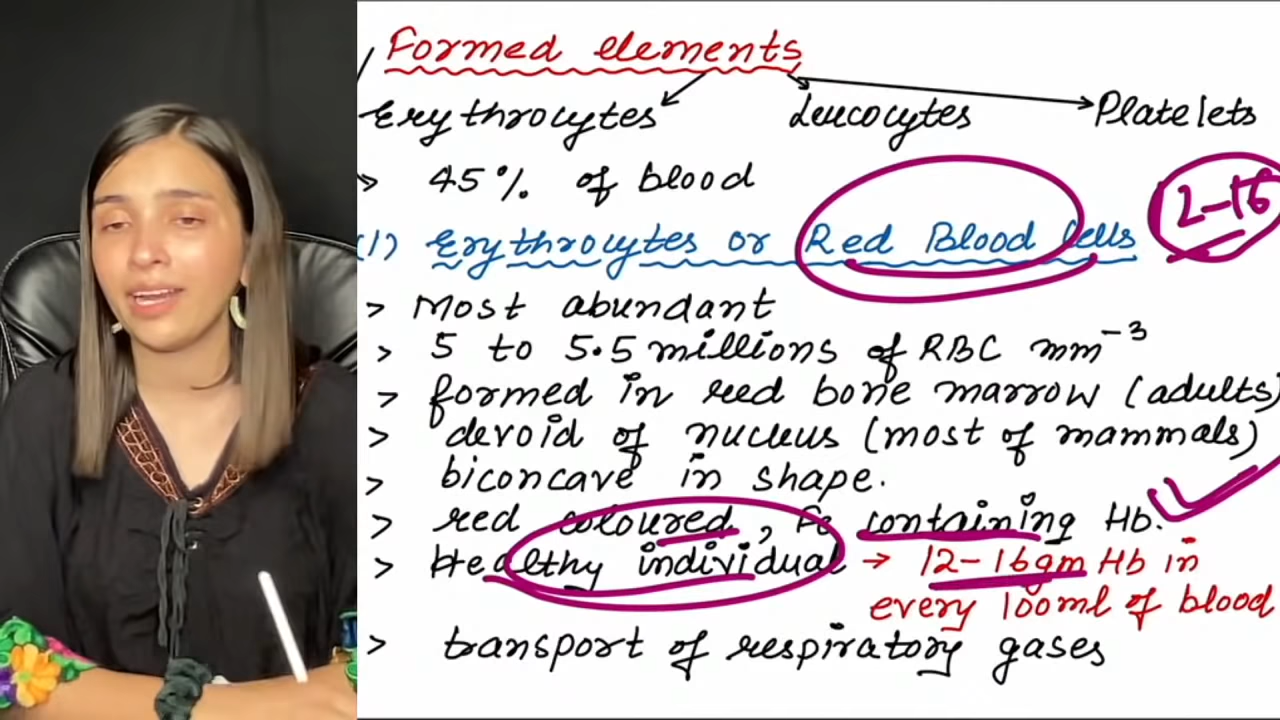 Formed elements
Erythrocytes Leucocytes Platelets
> 45% of blood
(1) Erythrocytes or Red Blood Cells 2-16
> Most abundant
> 5 to 5.5 millions of RBC mm⁻³
> formed in red bone marrow (adults)
> devoid of nucleus (most of mammals)
> biconcave in shape.
> red coloured, Fe containing Hb.
> Healthy individual → 12-16gm Hb in
every 100ml of blood
> transport of respiratory gases